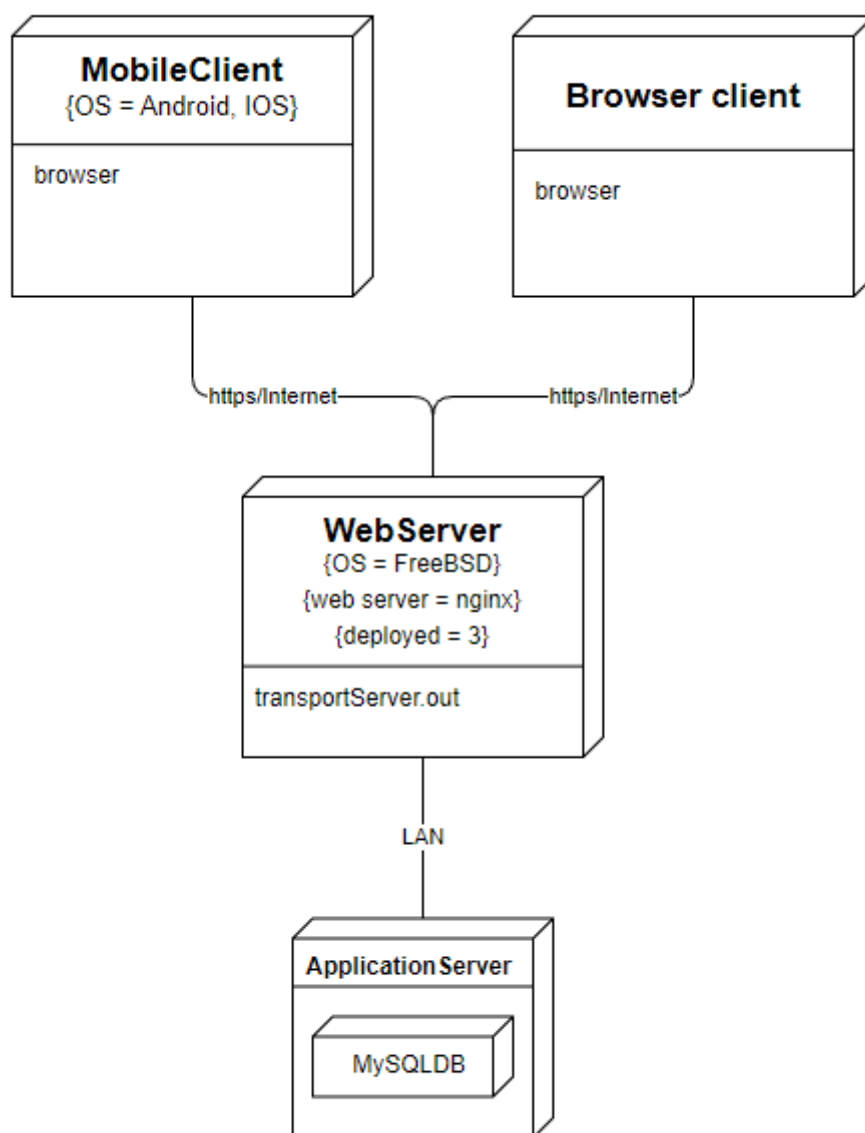 MobileClient
{OS = Android, IOS}
browser
Browser client
browser
https/Internet
https/Internet
WebServer
{OS = FreeBSD}
{web server = nginx}
{deployed = 3}
transportServer.out
LAN
ApplicationServer
MySQLDB